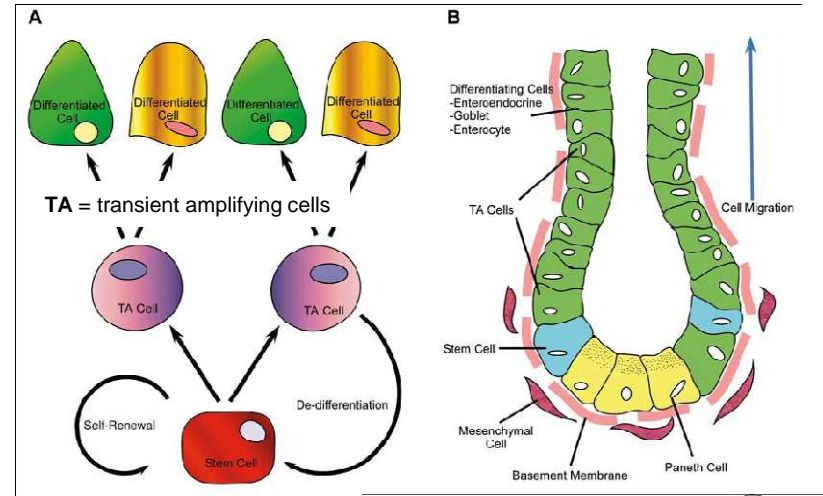 A
Differentiated
Cell
Differentiated
Cell
Differentiated
Cell
Differentiated
Cell
TA = transient amplifying cells
TA Cell
TA Cell
Self-Renewal
De-differentiation
Stem Cell
B
Differentiating Cells
-Enteroendocrine
-Goblet
-Enterocyte
TA Cells
Cell Migration
Stem Cell
Mesenchymal
Cell
Basement Membrane
Paneth Cell